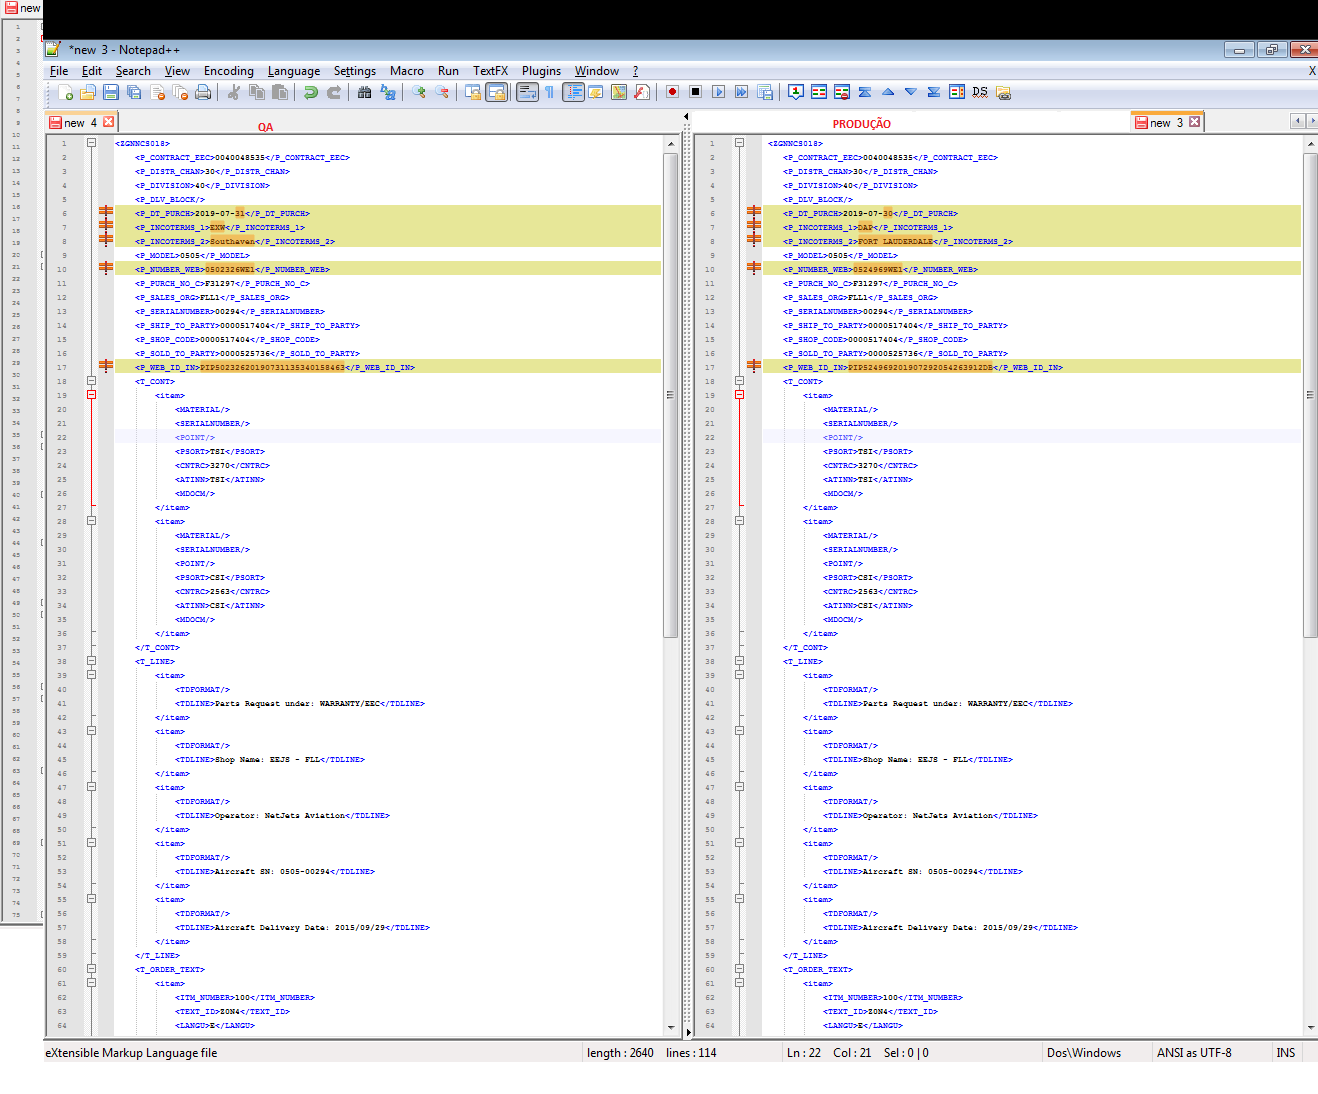 new
*new 3 - Notepad++
File Edit Search View Encoding Language Settings Macro Run TextFX Plugins Window ? X
new 4
QA
1 <ZGNNCS018>
2 <P_CONTRACT_EEC>0040048535</P_CONTRACT_EEC>
3 <P_DISTR_CHAN>30</P_DISTR_CHAN>
4 <P_DIVISION>40</P_DIVISION>
5 <P_DLV_BLOCK/>
6 <P_DT_PURCH>2019-07-31</P_DT_PURCH>
7 <P_INCOTERMS_1>EXW</P_INCOTERMS_1>
8 <P_INCOTERMS_2>Southaven</P_INCOTERMS_2>
9 <P_MODEL>0505</P_MODEL>
10 <P_NUMBER_WEB>0502326WE1</P_NUMBER_WEB>
11 <P_PURCH_NO_C>F31297</P_PURCH_NO_C>
12 <P_SALES_ORG>FLL1</P_SALES_ORG>
13 <P_SERIALNUMBER>00294</P_SERIALNUMBER>
14 <P_SHIP_TO_PARTY>0000517404</P_SHIP_TO_PARTY>
15 <P_SHOP_CODE>0000517404</P_SHOP_CODE>
16 <P_SOLD_TO_PARTY>0000525736</P_SOLD_TO_PARTY>
17 <P_WEB_ID_IN>PIP50232620190731135340158463</P_WEB_ID_IN>
18 <T_CONT>
19 <item>
20 <MATERIAL/>
21 <SERIALNUMBER/>
22 <POINT/>
23 <PSORT>TSI</PSORT>
24 <CNTRC>3270</CNTRC>
25 <ATINN>TSI</ATINN>
26 <MDOCM/>
27 </item>
28 <item>
29 <MATERIAL/>
30 <SERIALNUMBER/>
31 <POINT/>
32 <PSORT>CSI</PSORT>
33 <CNTRC>2563</CNTRC>
34 <ATINN>CSI</ATINN>
35 <MDOCM/>
36 </item>
37 </T_CONT>
38 <T_LINE>
39 <item>
40 <TDFORMAT/>
41 <TDLINE>Parts Request under: WARRANTY/EEC</TDLINE>
42 </item>
43 <item>
44 <TDFORMAT/>
45 <TDLINE>Shop Name: EEJS - FLL</TDLINE>
46 </item>
47 <item>
48 <TDFORMAT/>
49 <TDLINE>Operator: NetJets Aviation</TDLINE>
50 </item>
51 <item>
52 <TDFORMAT/>
53 <TDLINE>Aircraft SN: 0505-00294</TDLINE>
54 </item>
55 <item>
56 <TDFORMAT/>
57 <TDLINE>Aircraft Delivery Date: 2015/09/29</TDLINE>
58 </item>
59 </T_LINE>
60 <T_ORDER_TEXT>
61 <item>
62 <ITM_NUMBER>100</ITM_NUMBER>
63 <TEXT_ID>Z0N4</TEXT_ID>
64 <LANGU>E</LANGU>
PRODUÇÃO
new 3
1 <ZGNNCS018>
2 <P_CONTRACT_EEC>0040048535</P_CONTRACT_EEC>
3 <P_DISTR_CHAN>30</P_DISTR_CHAN>
4 <P_DIVISION>40</P_DIVISION>
5 <P_DLV_BLOCK/>
6 <P_DT_PURCH>2019-07-30</P_DT_PURCH>
7 <P_INCOTERMS_1>DAP</P_INCOTERMS_1>
8 <P_INCOTERMS_2>FORT LAUDERDALE</P_INCOTERMS_2>
9 <P_MODEL>0505</P_MODEL>
10 <P_NUMBER_WEB>0524969WE1</P_NUMBER_WEB>
11 <P_PURCH_NO_C>F31297</P_PURCH_NO_C>
12 <P_SALES_ORG>FLL1</P_SALES_ORG>
13 <P_SERIALNUMBER>00294</P_SERIALNUMBER>
14 <P_SHIP_TO_PARTY>0000517404</P_SHIP_TO_PARTY>
15 <P_SHOP_CODE>0000517404</P_SHOP_CODE>
16 <P_SOLD_TO_PARTY>0000525736</P_SOLD_TO_PARTY>
17 <P_WEB_ID_IN>PIP524969201907292054263912DB</P_WEB_ID_IN>
18 <T_CONT>
19 <item>
20 <MATERIAL/>
21 <SERIALNUMBER/>
22 <POINT/>
23 <PSORT>TSI</PSORT>
24 <CNTRC>3270</CNTRC>
25 <ATINN>TSI</ATINN>
26 <MDOCM/>
27 </item>
28 <item>
29 <MATERIAL/>
30 <SERIALNUMBER/>
31 <POINT/>
32 <PSORT>CSI</PSORT>
33 <CNTRC>2563</CNTRC>
34 <ATINN>CSI</ATINN>
35 <MDOCM/>
36 </item>
37 </T_CONT>
38 <T_LINE>
39 <item>
40 <TDFORMAT/>
41 <TDLINE>Parts Request under: WARRANTY/EEC</TDLINE>
42 </item>
43 <item>
44 <TDFORMAT/>
45 <TDLINE>Shop Name: EEJS - FLL</TDLINE>
46 </item>
47 <item>
48 <TDFORMAT/>
49 <TDLINE>Operator: NetJets Aviation</TDLINE>
50 </item>
51 <item>
52 <TDFORMAT/>
53 <TDLINE>Aircraft SN: 0505-00294</TDLINE>
54 </item>
55 <item>
56 <TDFORMAT/>
57 <TDLINE>Aircraft Delivery Date: 2015/09/29</TDLINE>
58 </item>
59 </T_LINE>
60 <T_ORDER_TEXT>
61 <item>
62 <ITM_NUMBER>100</ITM_NUMBER>
63 <TEXT_ID>Z0N4</TEXT_ID>
64 <LANGU>E</LANGU>
eXtensible Markup Language file length : 2640 lines : 114 Ln : 22 Col : 21 Sel : 0 | 0 Dos\Windows ANSI as UTF-8 INS